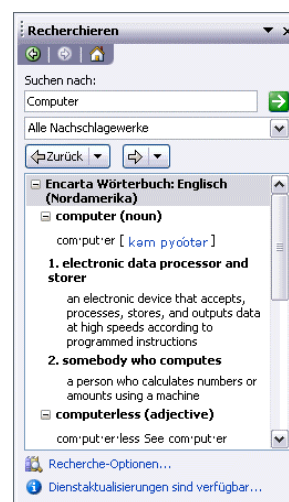 Recherchieren
Suchen nach:
Computer
Alle Nachschlagewerke
Zurück
Encarta Wörterbuch: Englisch
(Nordamerika)
computer (noun)
com·put·er [ kəm pyo͞otər ]
1. electronic data processor and
storer
an electronic device that accepts,
processes, stores, and outputs data
at high speeds according to
programmed instructions
2. somebody who computes
a person who calculates numbers or
amounts using a machine
computerless (adjective)
com·put·er·less See com·put·er
Recherche-Optionen...
Dienstaktualisierungen sind verfügbar...